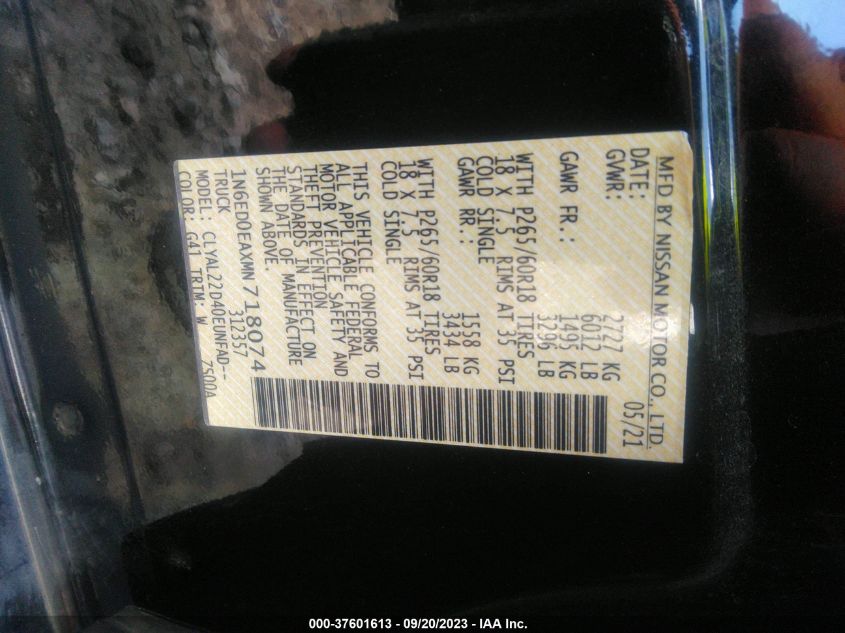 MFD BY NISSAN MOTOR CO., LTD.
DATE: 05/21
GVWR: 2727 KG
6012 LB
GAWR FR.: 1495 KG
3296 LB
WITH P265/60R18 TIRES
18 X 7.5 RIMS AT 35 PSI
COLD SINGLE
GAWR RR: 1558 KG
3434 LB
WITH P265/60R18 TIRES
18 X 7.5 RIMS AT 35 PSI
COLD SINGLE
THIS VEHICLE CONFORMS TO
ALL APPLICABLE FEDERAL
MOTOR VEHICLE SAFETY AND
THEFT PREVENTION
STANDARDS IN EFFECT ON
THE DATE OF MANUFACTURE
SHOWN ABOVE.
1N6ED0EAXMN718074
TRUCK 312357
MODEL: CLYAL22D40EUNFAD--
COLOR: G41 TRIM: W 7500A
000-37601613 - 09/20/2023 - IAA Inc.